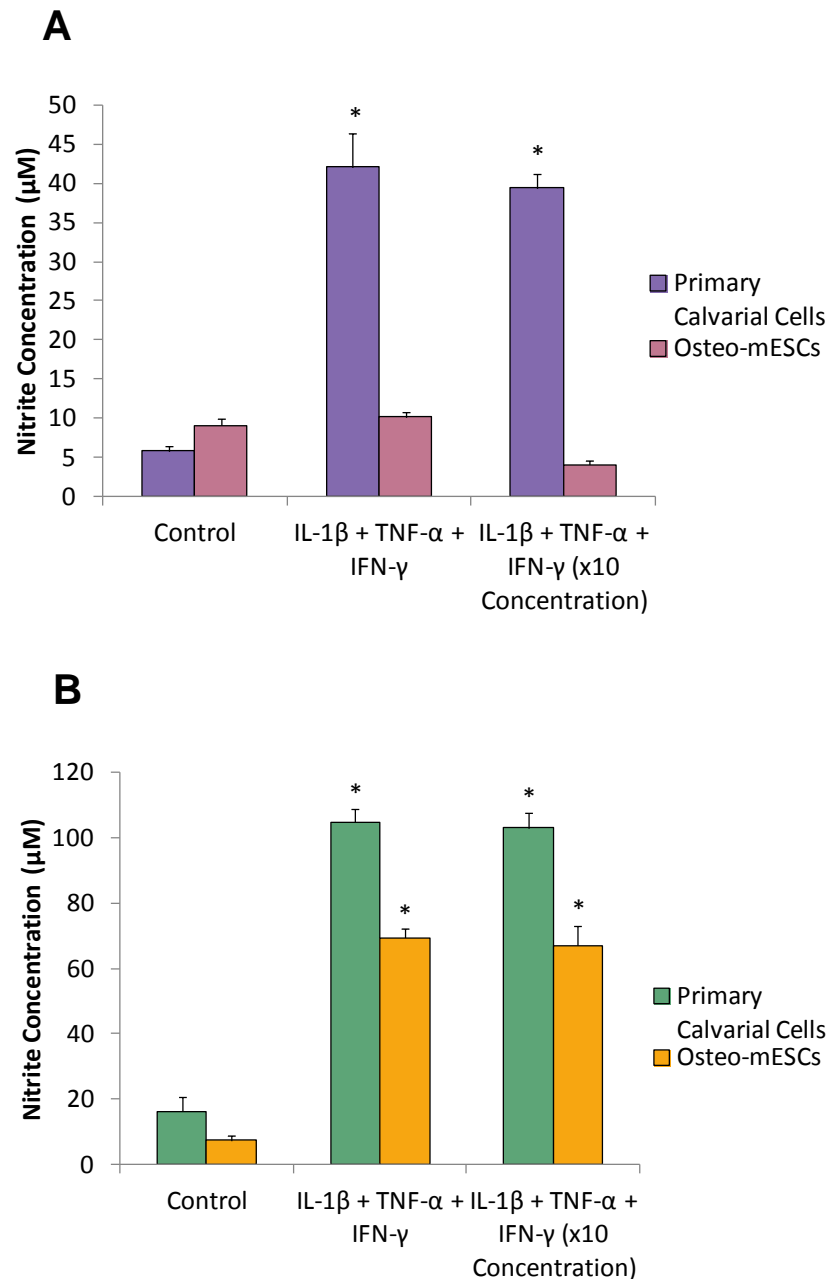 A
50
45
40
35
30
25
20
15
10
5
0
Nitrite Concentration (µM)
*
*
Primary
Calvarial Cells
Osteo-mESCs
Control
IL-1β + TNF-α +
IFN-γ
IL-1β + TNF-α +
IFN-γ (x10
Concentration)
B
120
100
80
60
40
20
0
Nitrite Concentration (µM)
*
*
*
*
Primary
Calvarial Cells
Osteo-mESCs
Control
IL-1β + TNF-α +
IFN-γ
IL-1β + TNF-α +
IFN-γ (x10
Concentration)